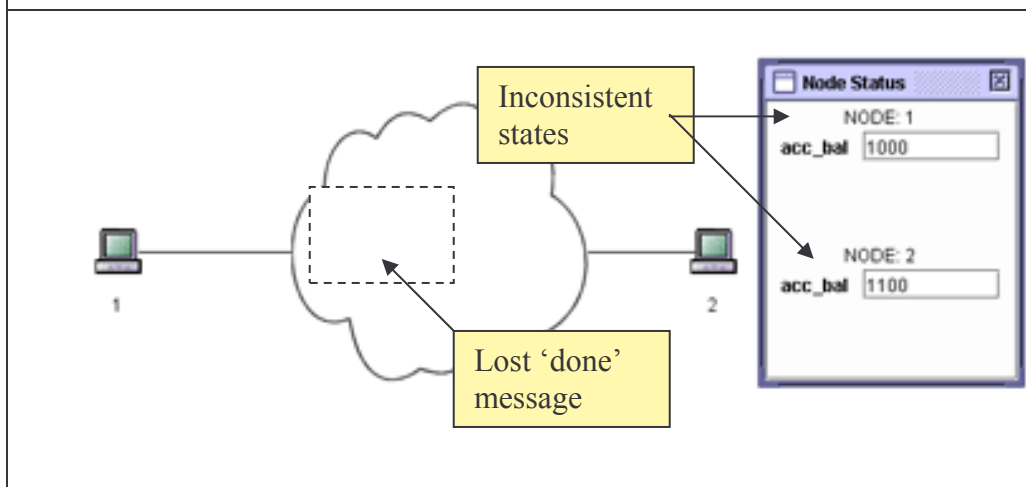 Inconsistent
states
Node Status
NODE: 1
acc_bal 1000
NODE: 2
acc_bal 1100
1
2
Lost ‘done’
message